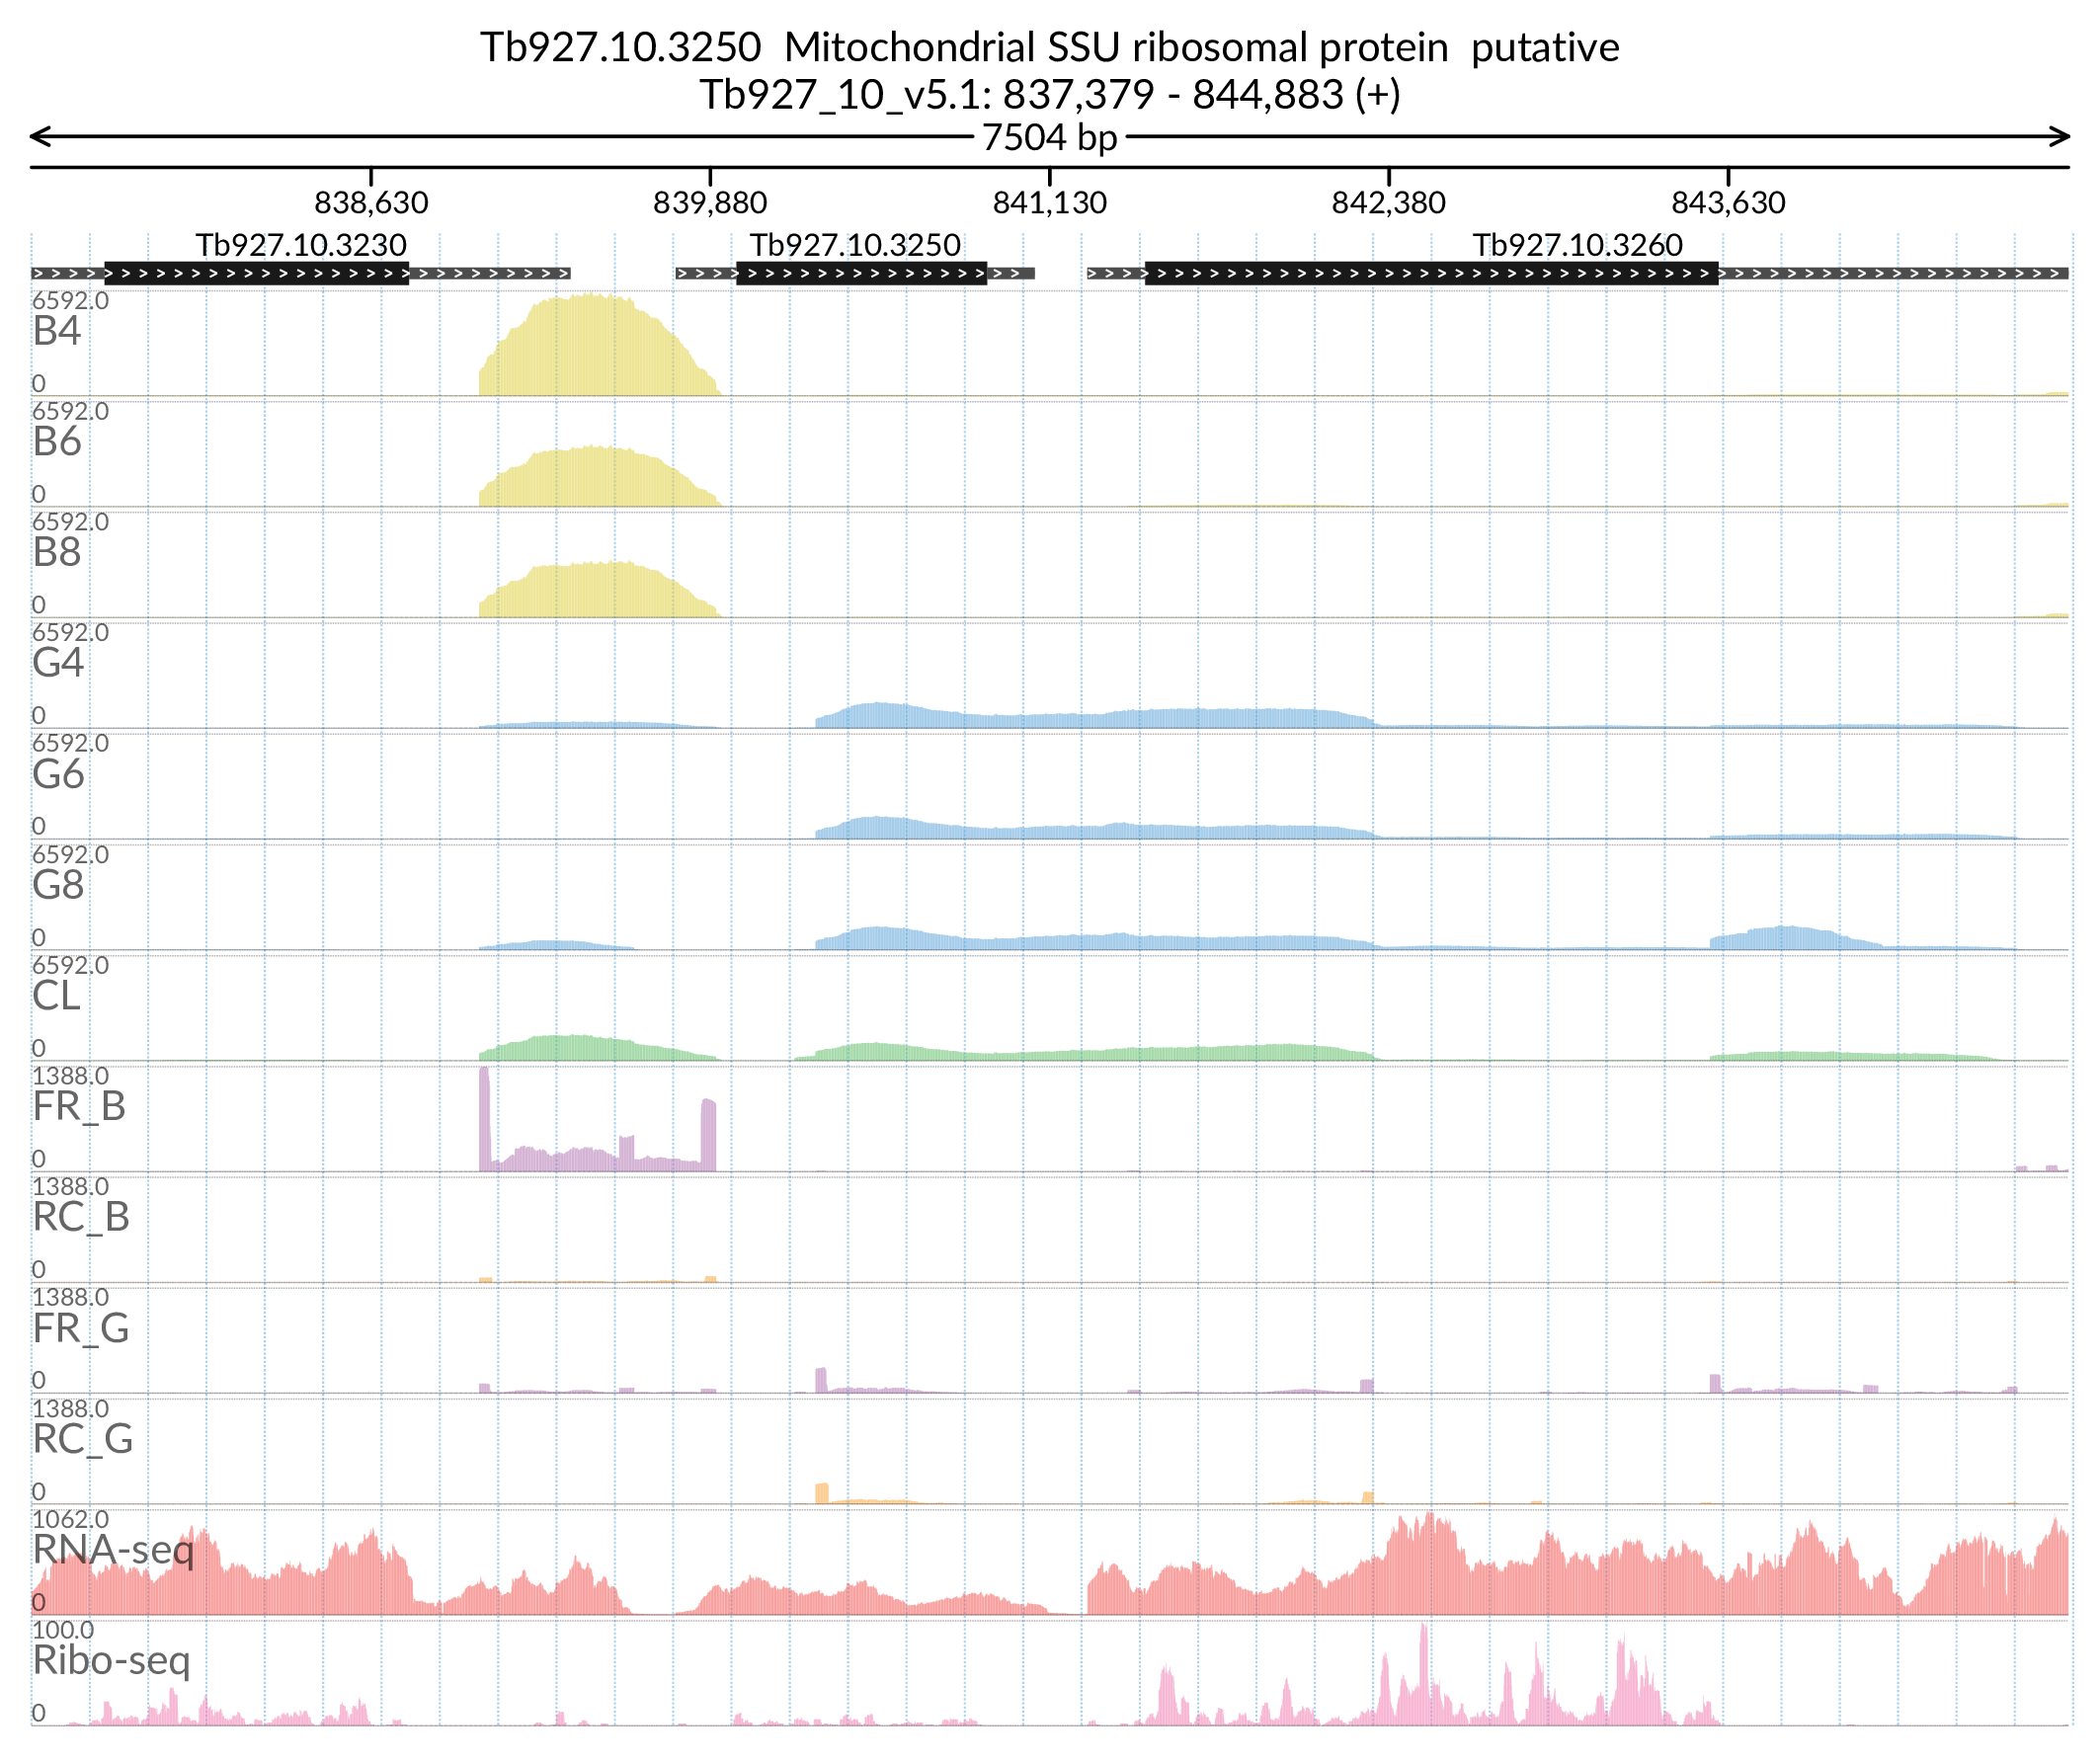 Tb927.10.3250  Mitochondrial SSU ribosomal protein  putative
Tb927_10_v5.1: 837,379 - 844,883 (+)
7504 bp
838,630 839,880 841,130 842,380 843,630
Tb927.10.3230 Tb927.10.3250 Tb927.10.3260
6592.0
B4
0
6592.0
B6
0
6592.0
B8
0
6592.0
G4
0
6592.0
G6
0
6592.0
G8
0
6592.0
CL
0
1388.0
FR_B
0
1388.0
RC_B
0
1388.0
FR_G
0
1388.0
RC_G
0
1062.0
RNA-seq
0
100.0
Ribo-seq
0